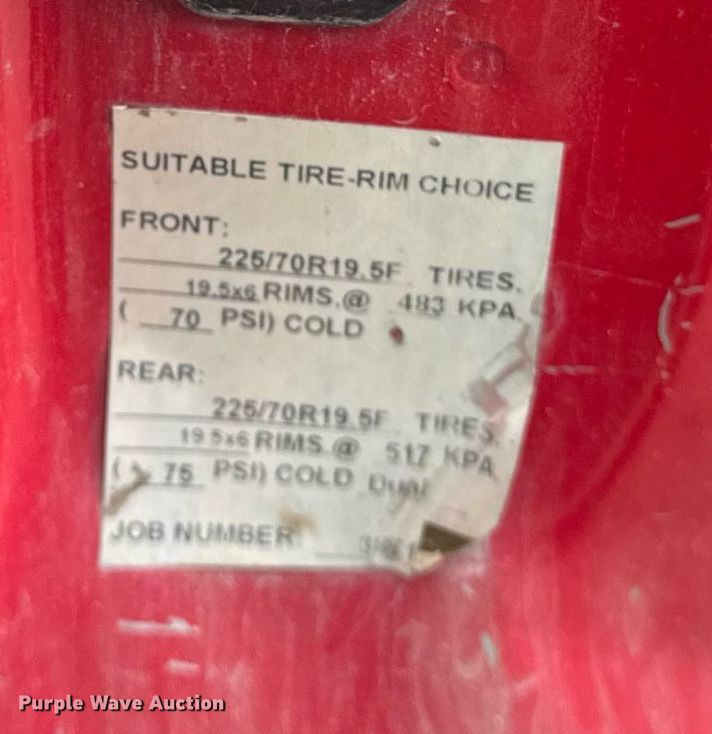 SUITABLE TIRE-RIM CHOICE
FRONT:
225/70R19.5F TIRES.
19.5x6 RIMS.@ 483 KPA.
( 70 PSI) COLD
REAR:
225/70R19.5F TIRES.
19.5x6 RIMS @ 517 KPA
( 75 PSI) COLD Dual
JOB NUMBER:
Purple Wave Auction